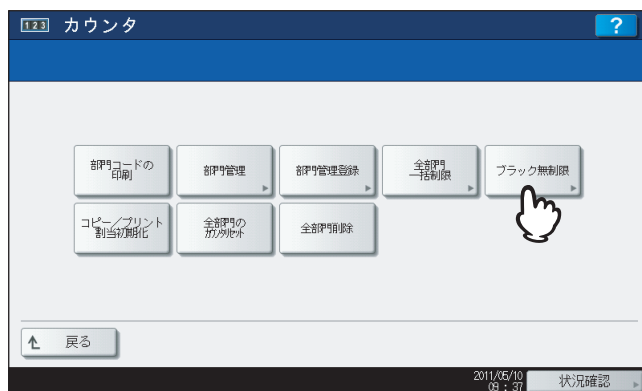 123 カウンタ ?
部門コードの
印刷
部門管理
部門管理登録
全部門
一括制限
ブラック無制限
コピー/プリント
割当初期化
全部門の
カウンタリセット
全部門削除
戻る
2011/05/10
09:37
状況確認